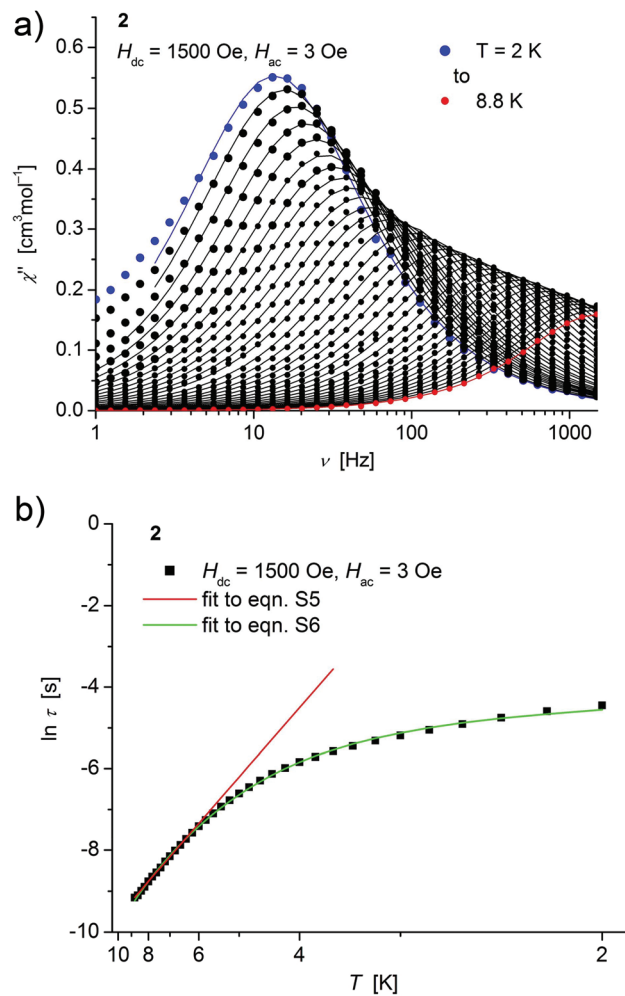 a)
2
H_dc = 1500 Oe, H_ac = 3 Oe
T = 2 K
to
8.8 K
χ'' [cm³mol⁻¹]
0.6
0.5
0.4
0.3
0.2
0.1
0.0
1 10 100 1000
ν [Hz]
b)
2
H_dc = 1500 Oe, H_ac = 3 Oe
fit to eqn. S5
fit to eqn. S6
ln τ [s]
0
-2
-4
-6
-8
-10
10 8 6 4 2
T [K]